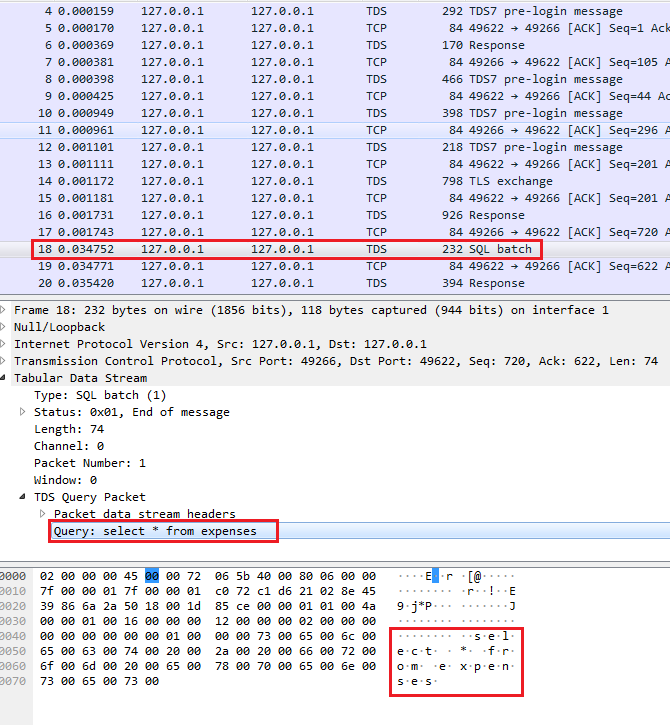 4 0.000159 127.0.0.1 127.0.0.1 TDS 292 TDS7 pre-login message
5 0.000170 127.0.0.1 127.0.0.1 TCP 84 49622 → 49266 [ACK] Seq=1 Ack
6 0.000369 127.0.0.1 127.0.0.1 TDS 170 Response
7 0.000381 127.0.0.1 127.0.0.1 TCP 84 49266 → 49622 [ACK] Seq=105 A
8 0.000398 127.0.0.1 127.0.0.1 TDS 466 TDS7 pre-login message
9 0.000425 127.0.0.1 127.0.0.1 TCP 84 49622 → 49266 [ACK] Seq=44 Ac
10 0.000949 127.0.0.1 127.0.0.1 TDS 398 TDS7 pre-login message
11 0.000961 127.0.0.1 127.0.0.1 TCP 84 49266 → 49622 [ACK] Seq=296 A
12 0.001101 127.0.0.1 127.0.0.1 TDS 218 TDS7 pre-login message
13 0.001111 127.0.0.1 127.0.0.1 TCP 84 49622 → 49266 [ACK] Seq=201 A
14 0.001172 127.0.0.1 127.0.0.1 TDS 798 TLS exchange
15 0.001181 127.0.0.1 127.0.0.1 TCP 84 49622 → 49266 [ACK] Seq=201 A
16 0.001731 127.0.0.1 127.0.0.1 TDS 926 Response
17 0.001743 127.0.0.1 127.0.0.1 TCP 84 49266 → 49622 [ACK] Seq=720 A
18 0.034752 127.0.0.1 127.0.0.1 TDS 232 SQL batch
19 0.034771 127.0.0.1 127.0.0.1 TCP 84 49622 → 49266 [ACK] Seq=622 A
20 0.035420 127.0.0.1 127.0.0.1 TDS 394 Response
Frame 18: 232 bytes on wire (1856 bits), 118 bytes captured (944 bits) on interface 1
Null/Loopback
Internet Protocol Version 4, Src: 127.0.0.1, Dst: 127.0.0.1
Transmission Control Protocol, Src Port: 49266, Dst Port: 49622, Seq: 720, Ack: 622, Len: 74
Tabular Data Stream
Type: SQL batch (1)
Status: 0x01, End of message
Length: 74
Channel: 0
Packet Number: 1
Window: 0
TDS Query Packet
Packet data stream headers
Query: select * from expenses
0000 02 00 00 00 45 00 00 72 06 5b 40 00 80 06 00 00 ····E··r ·[@·····
0010 7f 00 00 01 7f 00 00 01 c0 72 c1 d6 21 02 8e 45 ········ ·r··!··E
0020 39 86 6a 2a 50 18 00 1d 85 ce 00 00 01 01 00 4a 9·j*P··· ·······J
0030 00 00 01 00 16 00 00 00 12 00 00 00 02 00 00 00 ········ ········
0040 00 00 00 00 00 00 01 00 00 00 73 00 65 00 6c 00 ········ ··s·e·l·
0050 65 00 63 00 74 00 20 00 2a 00 20 00 66 00 72 00 e·c·t· · *· ·f·r·
0060 6f 00 6d 00 20 00 65 00 78 00 70 00 65 00 6e 00 o·m· ·e· x·p·e·n·
0070 73 00 65 00 73 00 s·e·s·